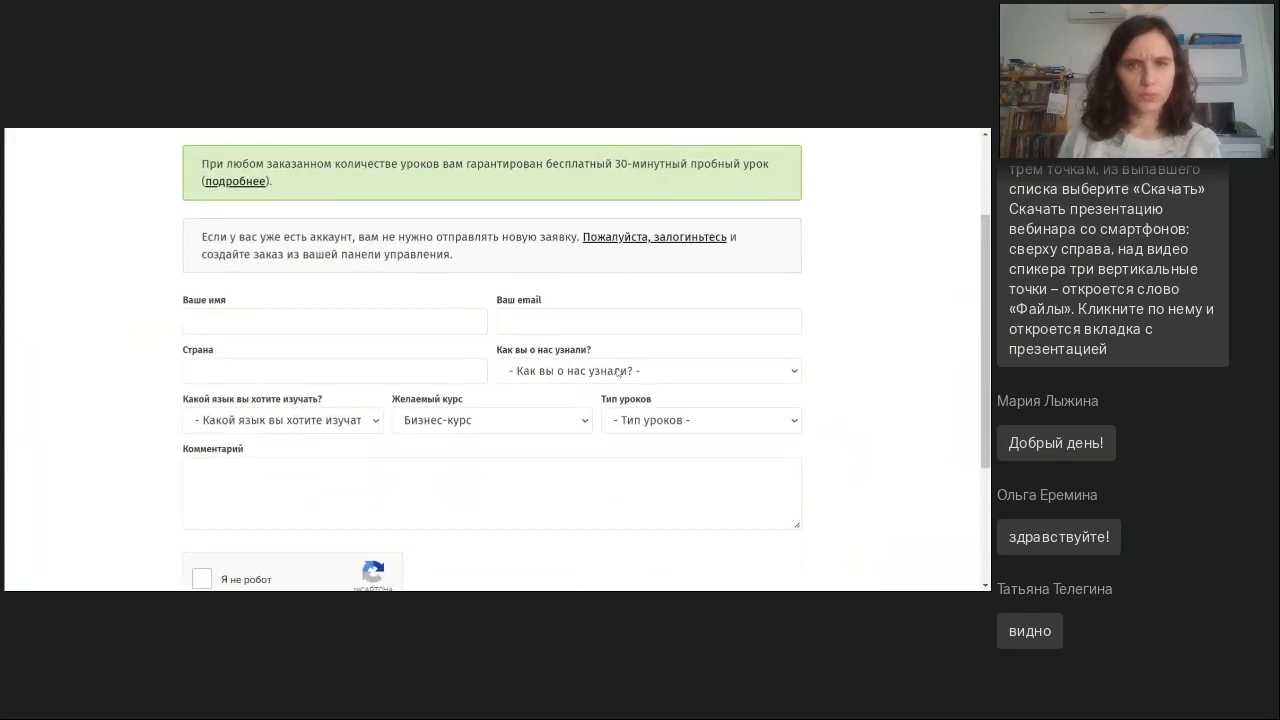 При любом заказанном количестве уроков вам гарантирован бесплатный 30-минутный пробный урок
(подробнее).
Если у вас уже есть аккаунт, вам не нужно отправлять новую заявку. Пожалуйста, залогиньтесь и
создайте заказ из вашей панели управления.
Ваше имя
Ваш email
Страна
Как вы о нас узнали?
- Как вы о нас узнали? -
Какой язык вы хотите изучать?
Желаемый курс
Тип уроков
- Какой язык вы хотите изучат
Бизнес-курс
- Тип уроков -
Комментарий
Я не робот
reCAPTCHA
трем точкам, из выпавшего
списка выберите «Скачать»
Скачать презентацию
вебинара со смартфонов:
сверху справа, над видео
спикера три вертикальные
точки – откроется слово
«Файлы». Кликните по нему и
откроется вкладка с
презентацией
Мария Лыжина
Добрый день!
Ольга Еремина
здравствуйте!
Татьяна Телегина
видно